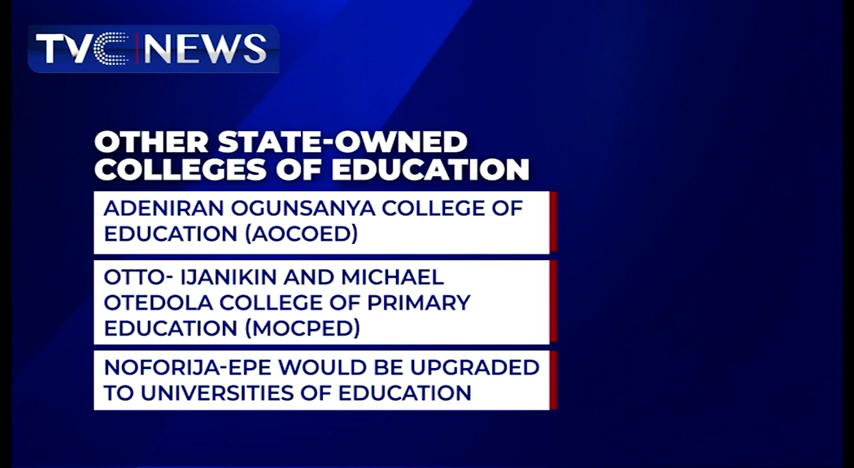 TVC NEWS
OTHER STATE-OWNED
COLLEGES OF EDUCATION
ADENIRAN OGUNSANYA COLLEGE OF
EDUCATION (AOCOED)
OTTO- IJANIKIN AND MICHAEL
OTEDOLA COLLEGE OF PRIMARY
EDUCATION (MOCPED)
NOFORIJA-EPE WOULD BE UPGRADED
TO UNIVERSITIES OF EDUCATION